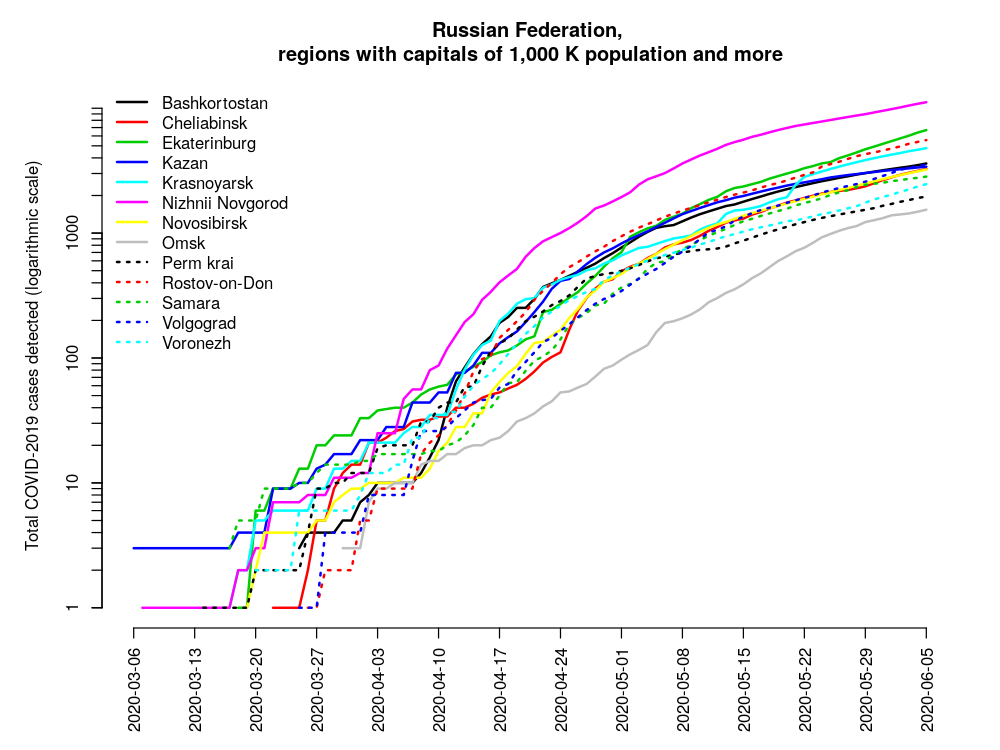 Russian Federation,
regions with capitals of 1,000 K population and more
Total COVID-2019 cases detected (logarithmic scale)
1000
100
10
1
Bashkortostan
Cheliabinsk
Ekaterinburg
Kazan
Krasnoyarsk
Nizhnii Novgorod
Novosibirsk
Omsk
Perm krai
Rostov-on-Don
Samara
Volgograd
Voronezh
2020-03-06
2020-03-13
2020-03-20
2020-03-27
2020-04-03
2020-04-10
2020-04-17
2020-04-24
2020-05-01
2020-05-08
2020-05-15
2020-05-22
2020-05-29
2020-06-05